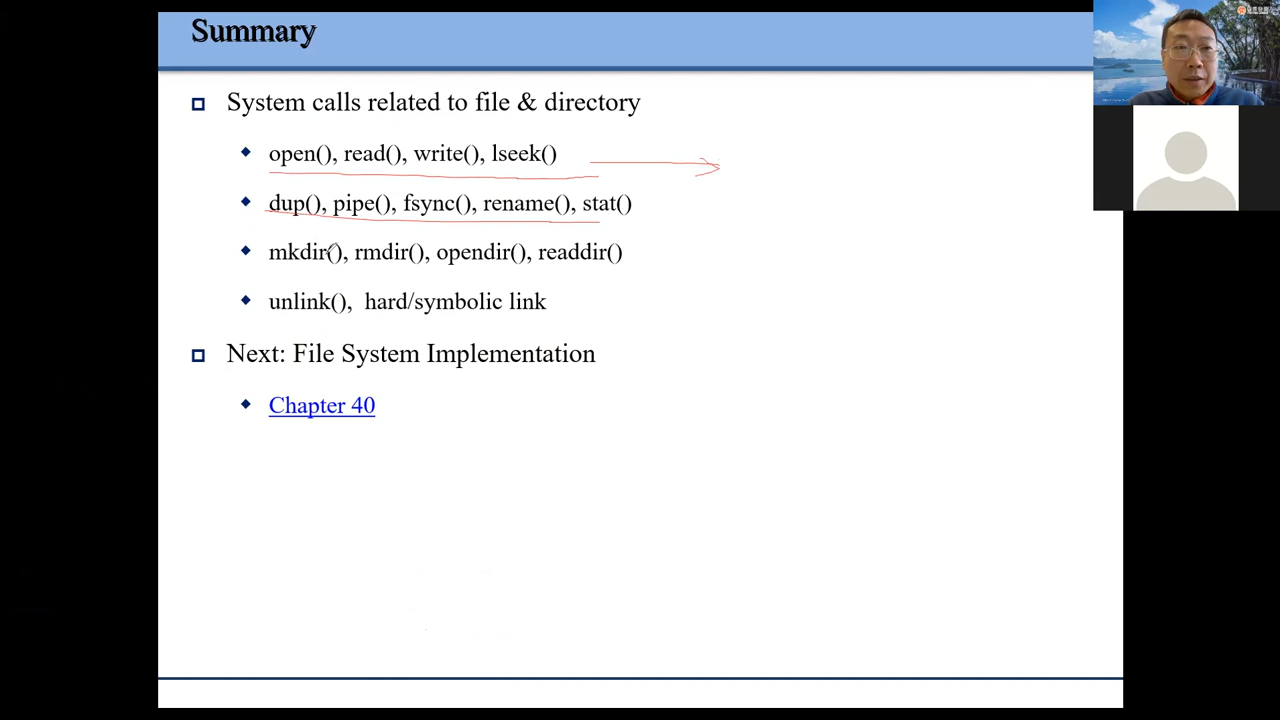 Summary
System calls related to file & directory
open(), read(), write(), lseek()
dup(), pipe(), fsync(), rename(), stat()
mkdir(), rmdir(), opendir(), readdir()
unlink(), hard/symbolic link
Next: File System Implementation
Chapter 40